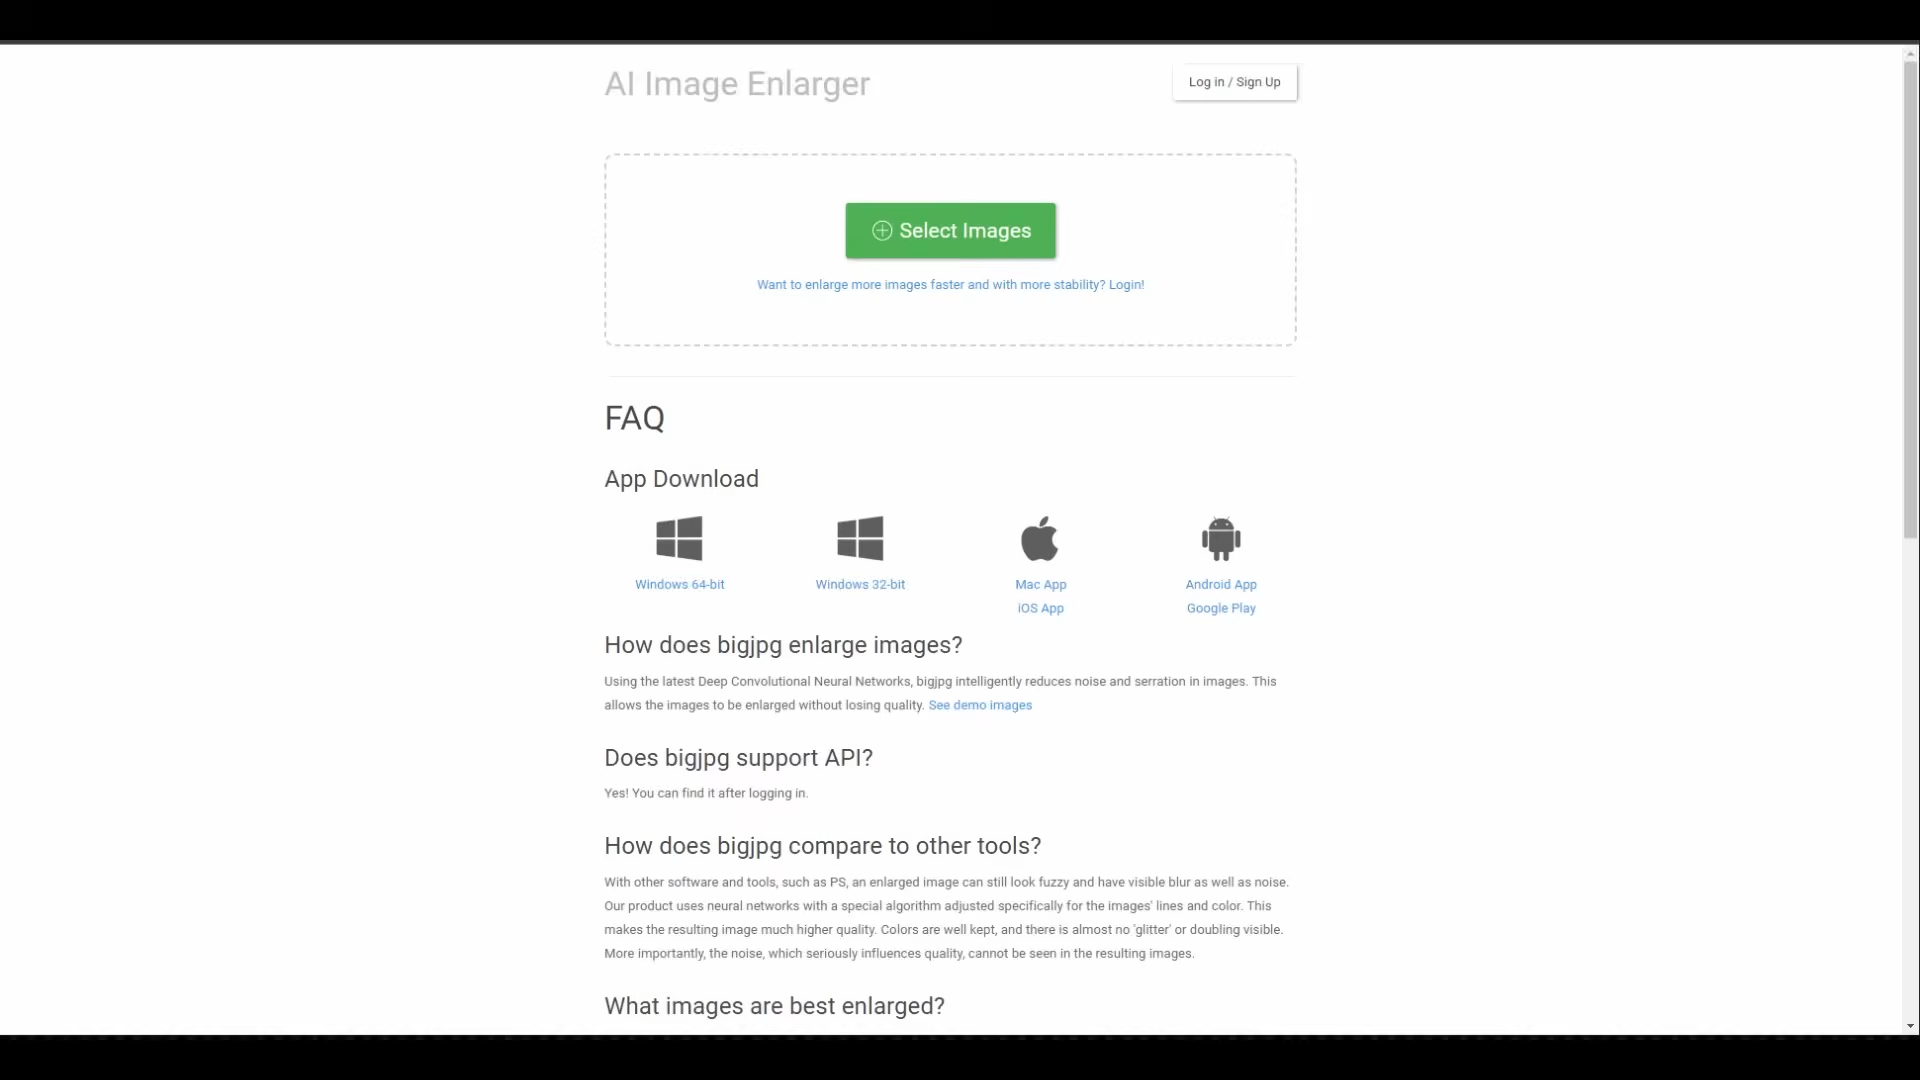 AI Image Enlarger
Log in / Sign Up
Select Images
Want to enlarge more images faster and with more stability? Login!
FAQ
App Download
Windows 64-bit
Windows 32-bit
Mac App
iOS App
Android App
Google Play
How does bigjpg enlarge images?
Using the latest Deep Convolutional Neural Networks, bigjpg intelligently reduces noise and serration in images. This
allows the images to be enlarged without losing quality. See demo images
Does bigjpg support API?
Yes! You can find it after logging in.
How does bigjpg compare to other tools?
With other software and tools, such as PS, an enlarged image can still look fuzzy and have visible blur as well as noise.
Our product uses neural networks with a special algorithm adjusted specifically for the images' lines and color. This
makes the resulting image much higher quality. Colors are well kept, and there is almost no 'glitter' or doubling visible.
More importantly, the noise, which seriously influences quality, cannot be seen in the resulting images.
What images are best enlarged?